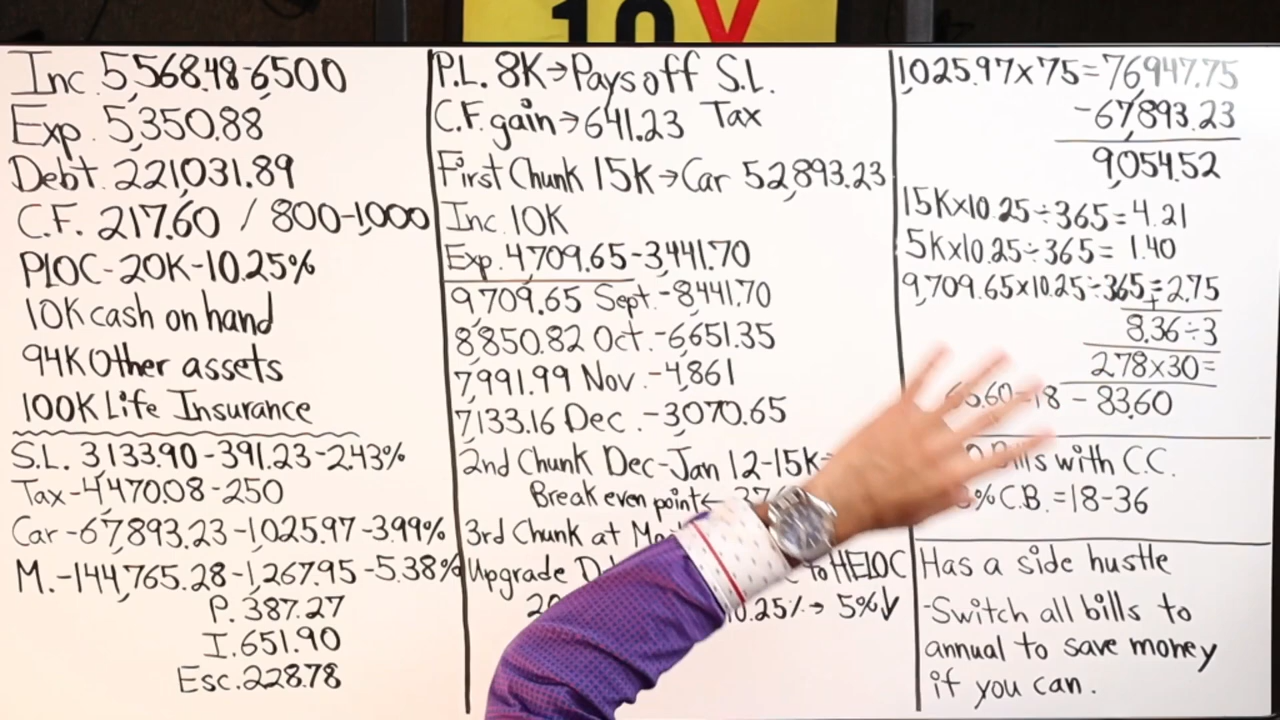 10X
Inc. 5,568.48-6500
Exp. 5,350.88
Debt. 221,031.89
C.F. 217.60 / 800-1,000
PLOC-20K-10.25%
10K cash on hand
94K Other assets
100K Life Insurance
S.L. 3,133.90-391.23-2.43%
Tax-4,470.08-250
Car-67,893.23-1,025.97-3.99%
M.-144,765.28-1,267.95-5.38%
P. 387.27
I. 651.90
Esc. 228.78
P.L. 8K→Pays off S.L.
C.F. gain→641.23 Tax
First Chunk 15K→Car 52,893.23
Inc. 10K
Exp. 4,709.65-3,441.70
9,709.65 Sept.-8441.70
8,850.82 Oct.-6,651.35
7,991.99 Nov.-4,861
7133.16 Dec.-3,070.65
2nd Chunk Dec-Jan 12-15K
Break even point←
3rd Chunk at
Upgrade to HELOC
10.25%→5%↓
1,025.97x75=76,947.75
-67,893.23
9,054.52
15Kx10.25÷365=4.21
5Kx10.25÷365=1.40
9,709.65x10.25÷365=2.75
+
8.36÷3
2.78x30=
- 83.60
with C.C.
% C.B.=18-36
Has a side hustle
-Switch all bills to
annual to save money
if you can.